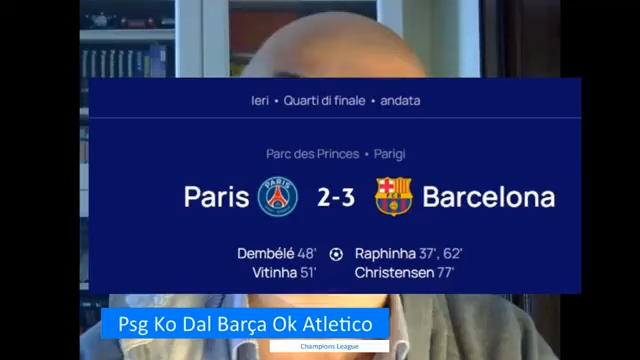 Ieri • Quarti di finale • andata
Parc des Princes • Parigi
Paris 2-3 Barcelona
Dembélé 48' Raphinha 37', 62'
Vitinha 51' Christensen 77'
Psg Ko Dal Barça Ok Atletico
Champions League